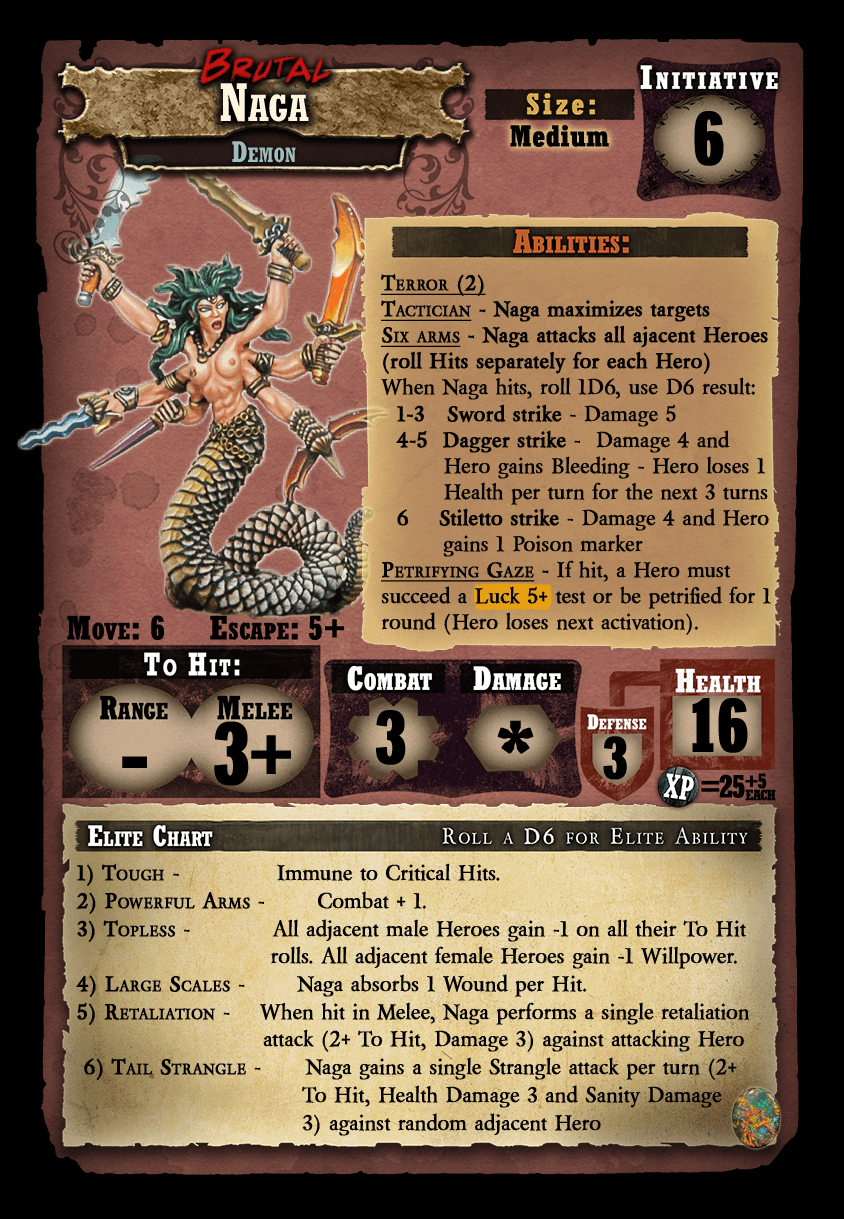 BRUTAL
NAGA
DEMON
Size:
Medium
INITIATIVE
6
ABILITIES:
TERROR (2)
TACTICIAN - Naga maximizes targets
SIX ARMS - Naga attacks all ajacent Heroes
(roll Hits separately for each Hero)
When Naga hits, roll 1D6, use D6 result:
1-3 Sword strike - Damage 5
4-5 Dagger strike - Damage 4 and
Hero gains Bleeding - Hero loses 1
Health per turn for the next 3 turns
6 Stiletto strike - Damage 4 and Hero
gains 1 Poison marker
PETRIFYING GAZE - If hit, a Hero must
succeed a Luck 5+ test or be petrified for 1
round (Hero loses next activation).
MOVE: 6 ESCAPE: 5+
TO HIT:
RANGE MELEE
- 3+
COMBAT
3
DAMAGE
*
DEFENSE
3
HEALTH
16
XP =25 +5 EACH
ELITE CHART ROLL A D6 FOR ELITE ABILITY
1) TOUGH - Immune to Critical Hits.
2) POWERFUL ARMS - Combat + 1.
3) TOPLESS - All adjacent male Heroes gain -1 on all their To Hit
rolls. All adjacent female Heroes gain -1 Willpower.
4) LARGE SCALES - Naga absorbs 1 Wound per Hit.
5) RETALIATION - When hit in Melee, Naga performs a single retaliation
attack (2+ To Hit, Damage 3) against attacking Hero
6) TAIL STRANGLE - Naga gains a single Strangle attack per turn (2+
To Hit, Health Damage 3 and Sanity Damage
3) against random adjacent Hero